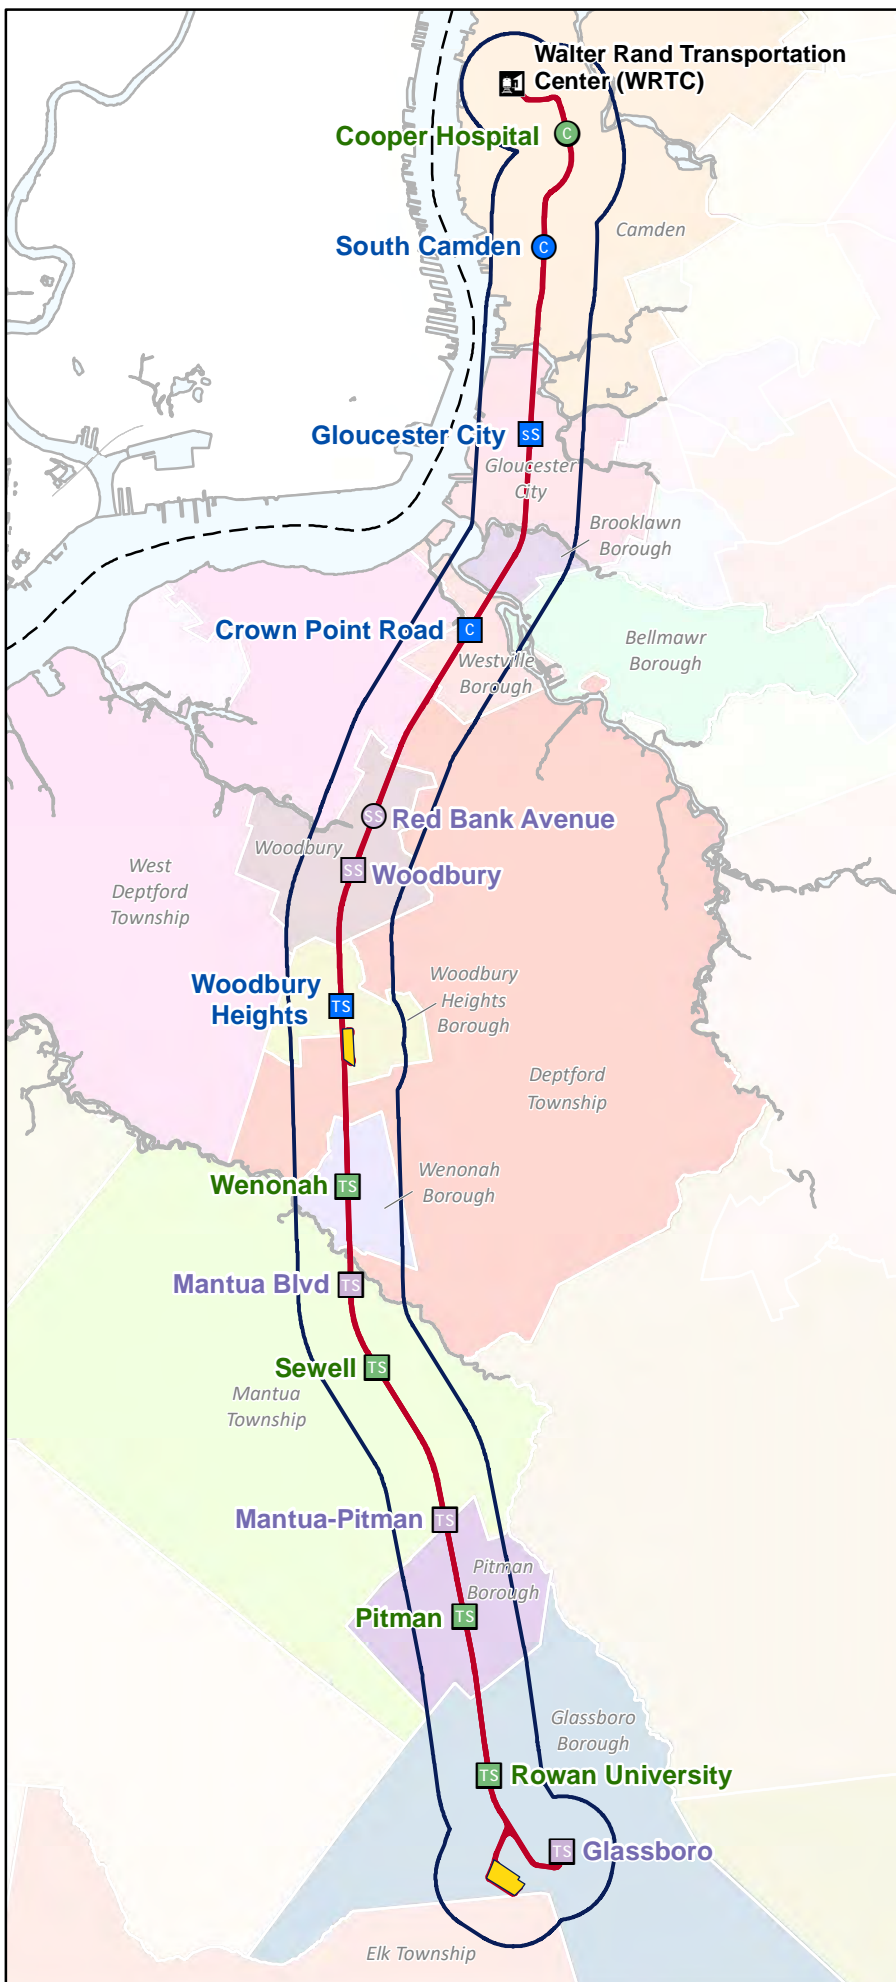 Walter Rand Transportation
Center (WRTC)
Cooper Hospital
C
Camden
South Camden
C
Gloucester City
sS
Gloucester
City
Brooklawn
Borough
Crown Point Road
C
Bellmawr
Borough
Westville
Borough
SS
Red Bank Avenue
Woodbury
SS
Woodbury
West
Deptford
Township
Woodbury
Heights
TS
Woodbury
Heights
Borough
Deptford
Township
Wenonah
TS
Wenonah
Borough
Mantua Blvd
TS
Sewell
TS
Mantua
Township
Mantua-Pitman
TS
Pitman
Borough
Pitman
TS
Glassboro
Borough
TS
Rowan University
TS
Glassboro
Elk Township